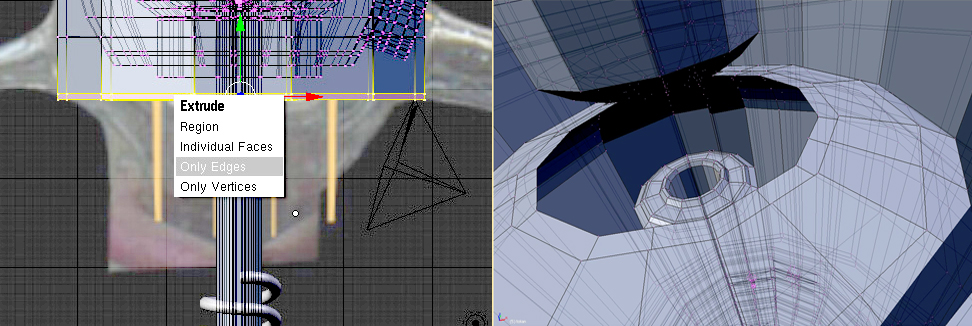 Extrude
Region
Individual Faces
Only Edges
Only Vertices